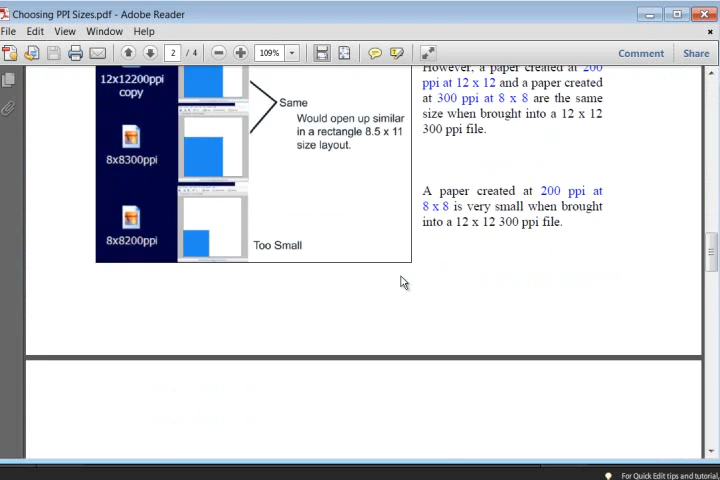 Choosing PPI Sizes.pdf - Adobe Reader
File Edit View Window Help
2 / 4 109% Comment Share
12x12200ppi
copy
8x8300ppi
8x8200ppi
Same
Would open up similar
in a rectangle 8.5 x 11
size layout.
Too Small
However, a paper created at 200
ppi at 12 x 12 and a paper created
at 300 ppi at 8 x 8 are the same
size when brought into a 12 x 12
300 ppi file.
A paper created at 200 ppi at
8 x 8 is very small when brought
into a 12 x 12 300 ppi file.
For Quick Edit tips and tutorial,